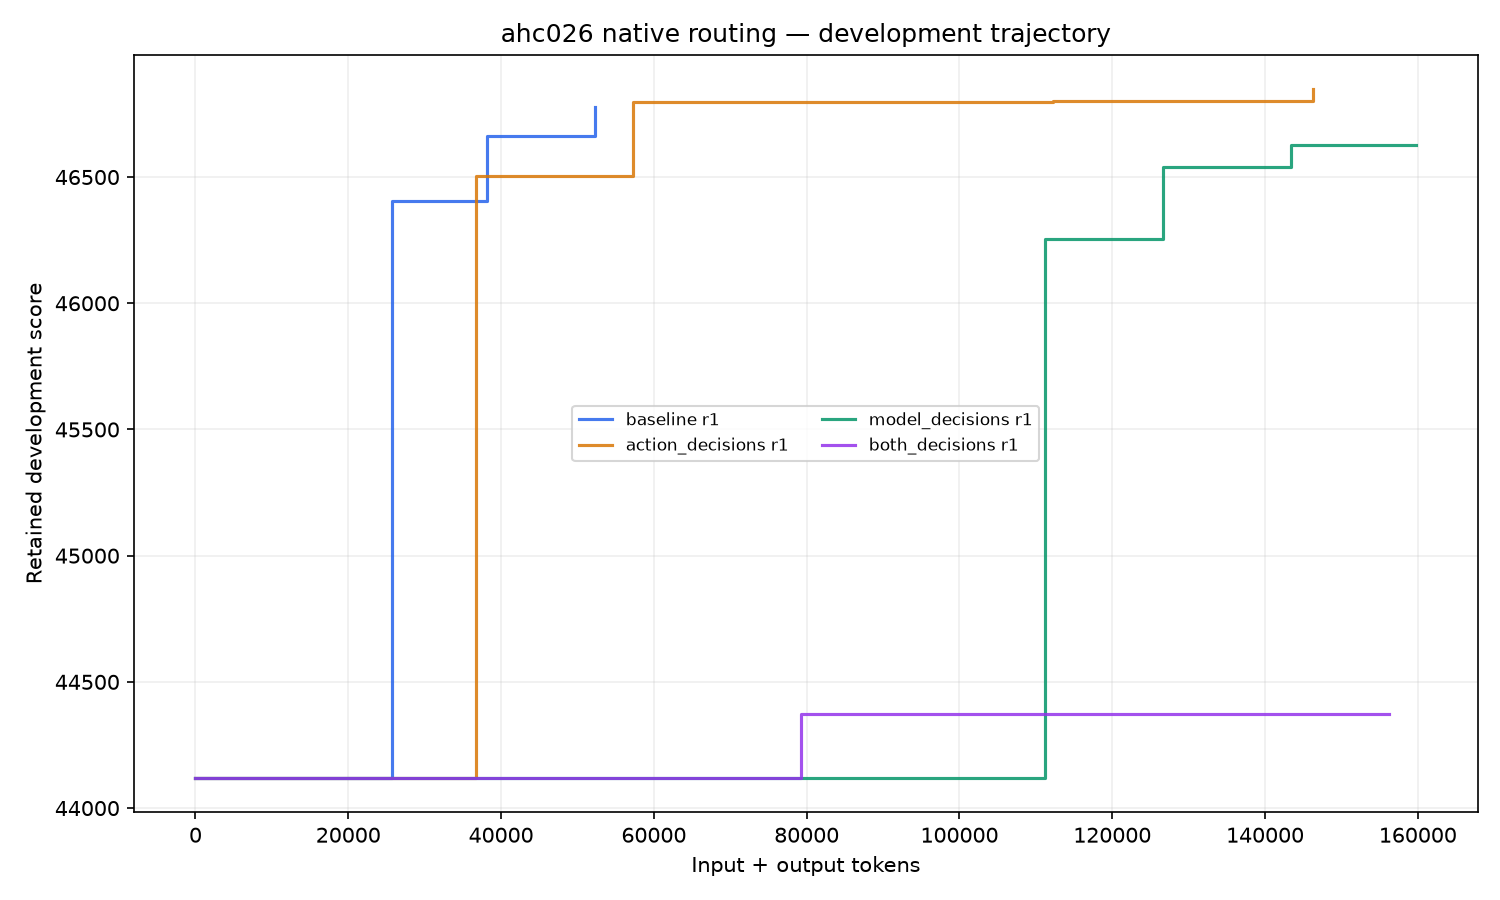 ahc026 native routing — development trajectory
Retained development score
46500
46000
45500
45000
44500
44000
baseline r1
action_decisions r1
model_decisions r1
both_decisions r1
0 20000 40000 60000 80000 100000 120000 140000 160000
Input + output tokens